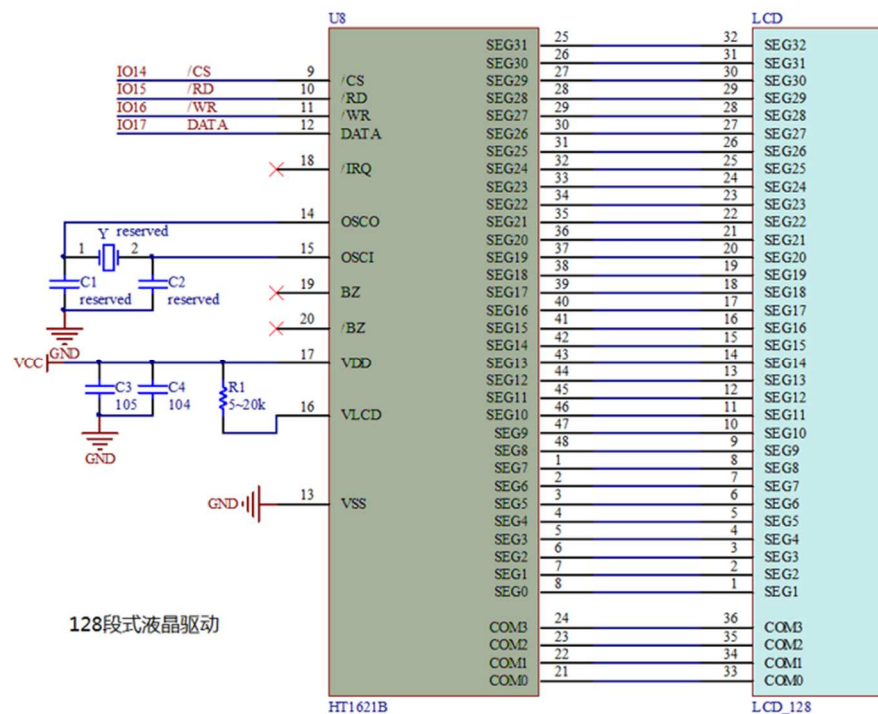 U8 LCD
SEG31 25 32 SEG32
SEG30 26 31 SEG31
SEG29 27 30 SEG30
SEG28 28 29 SEG29
SEG27 29 28 SEG28
SEG26 30 27 SEG27
SEG25 31 26 SEG26
SEG24 32 25 SEG25
SEG23 33 24 SEG24
SEG22 34 23 SEG23
SEG21 35 22 SEG22
SEG20 36 21 SEG21
SEG19 37 20 SEG20
SEG18 38 19 SEG19
SEG17 39 18 SEG18
SEG16 40 17 SEG17
SEG15 41 16 SEG16
SEG14 42 15 SEG15
SEG13 43 14 SEG14
SEG12 44 13 SEG13
SEG11 45 12 SEG12
SEG10 46 11 SEG11
SEG9 47 10 SEG10
SEG8 48 9 SEG9
SEG7 1 8 SEG8
SEG6 2 7 SEG7
SEG5 3 6 SEG6
SEG4 4 5 SEG5
SEG3 5 4 SEG4
SEG2 6 3 SEG3
SEG1 7 2 SEG2
SEG0 8 1 SEG1
COM3 24 36 COM3
COM2 23 35 COM2
COM1 22 34 COM1
COM0 21 33 COM0
IO14 /CS 9 /CS
IO15 /RD 10 /RD
IO16 /WR 11 /WR
IO17 DATA 12 DATA
18 /IRQ
14 OSCO
Y reserved
1 2 15 OSCI
C1 C2
reserved reserved
19 BZ
20 /BZ
GND
VCC 17 VDD
C3 C4 R1
105 104 5~20k
16 VLCD
GND
GND 13 VSS
128段式液晶驱动
HT1621B LCD_128